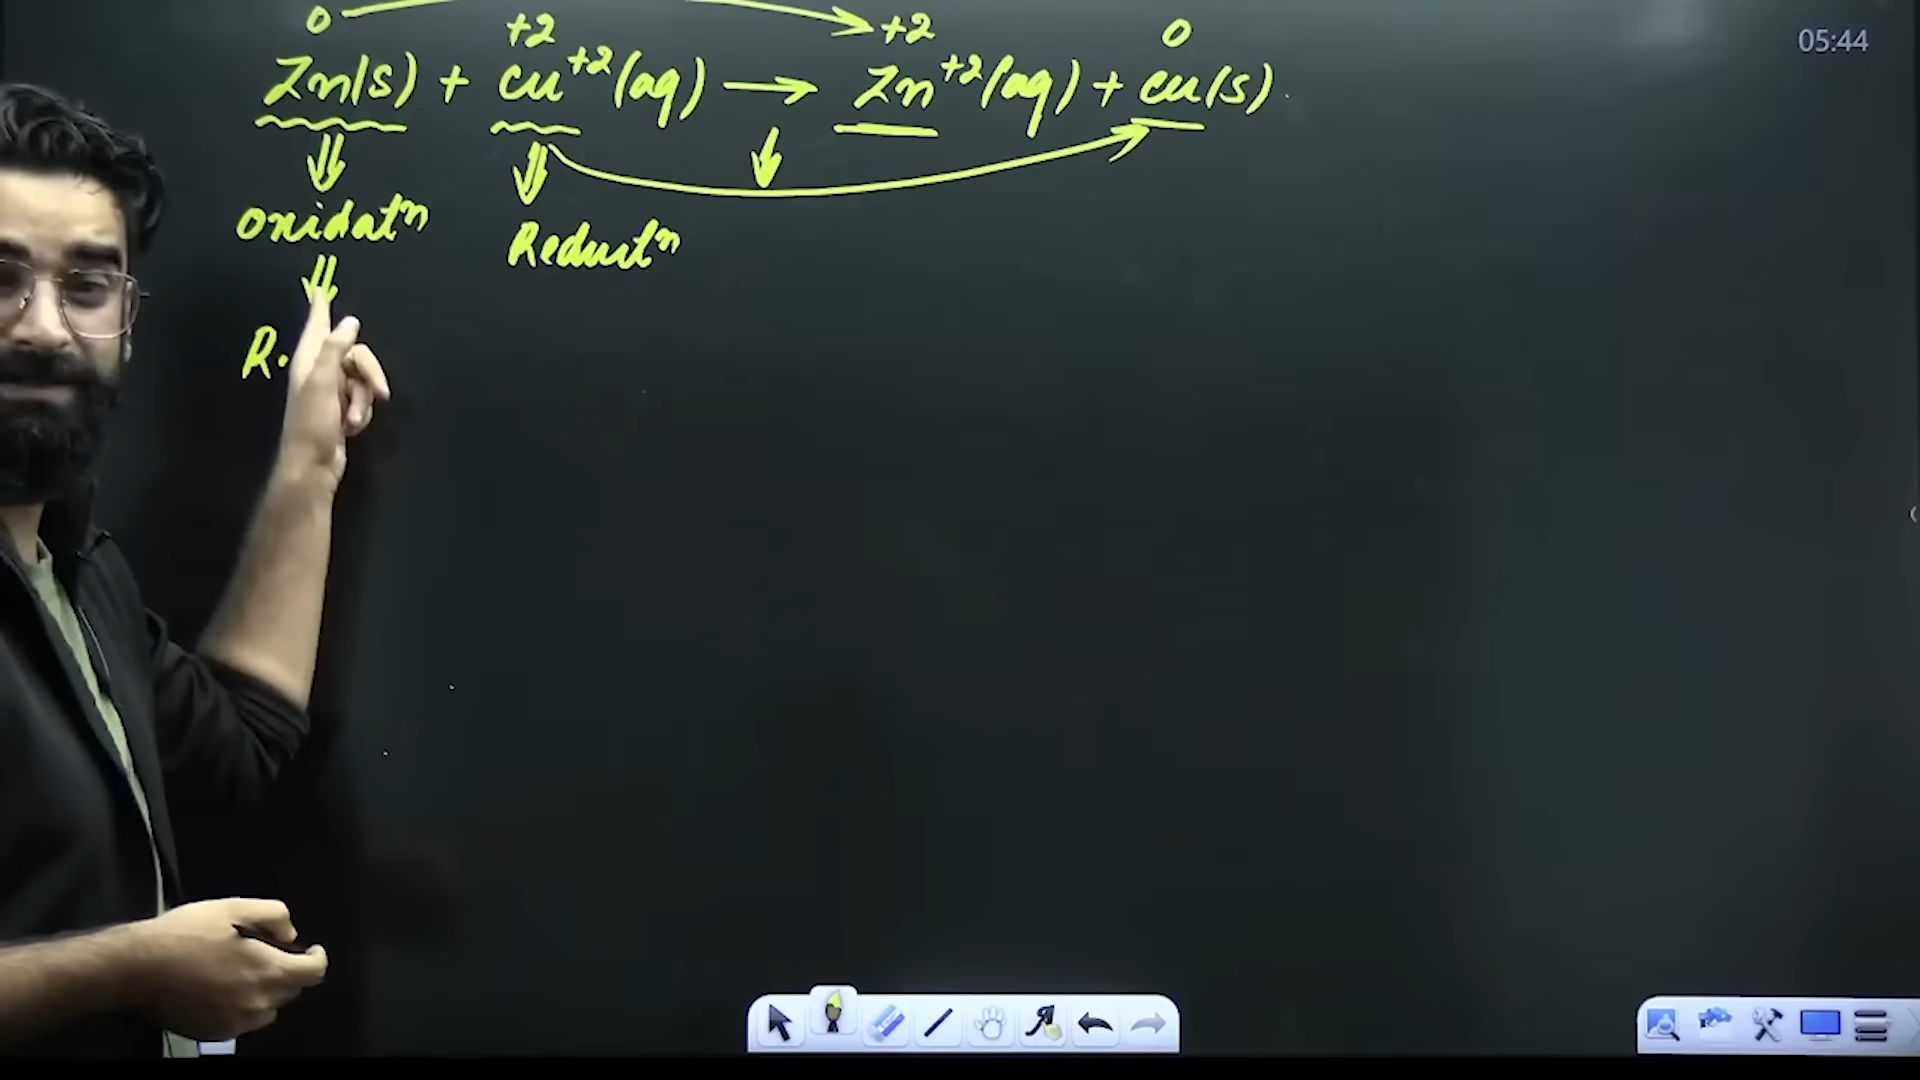 05:44
0 +2 +2 0
Zn(s) + Cu⁺²(aq) → Zn⁺²(aq) + Cu(s)
Oxidatⁿ Reductⁿ
R.